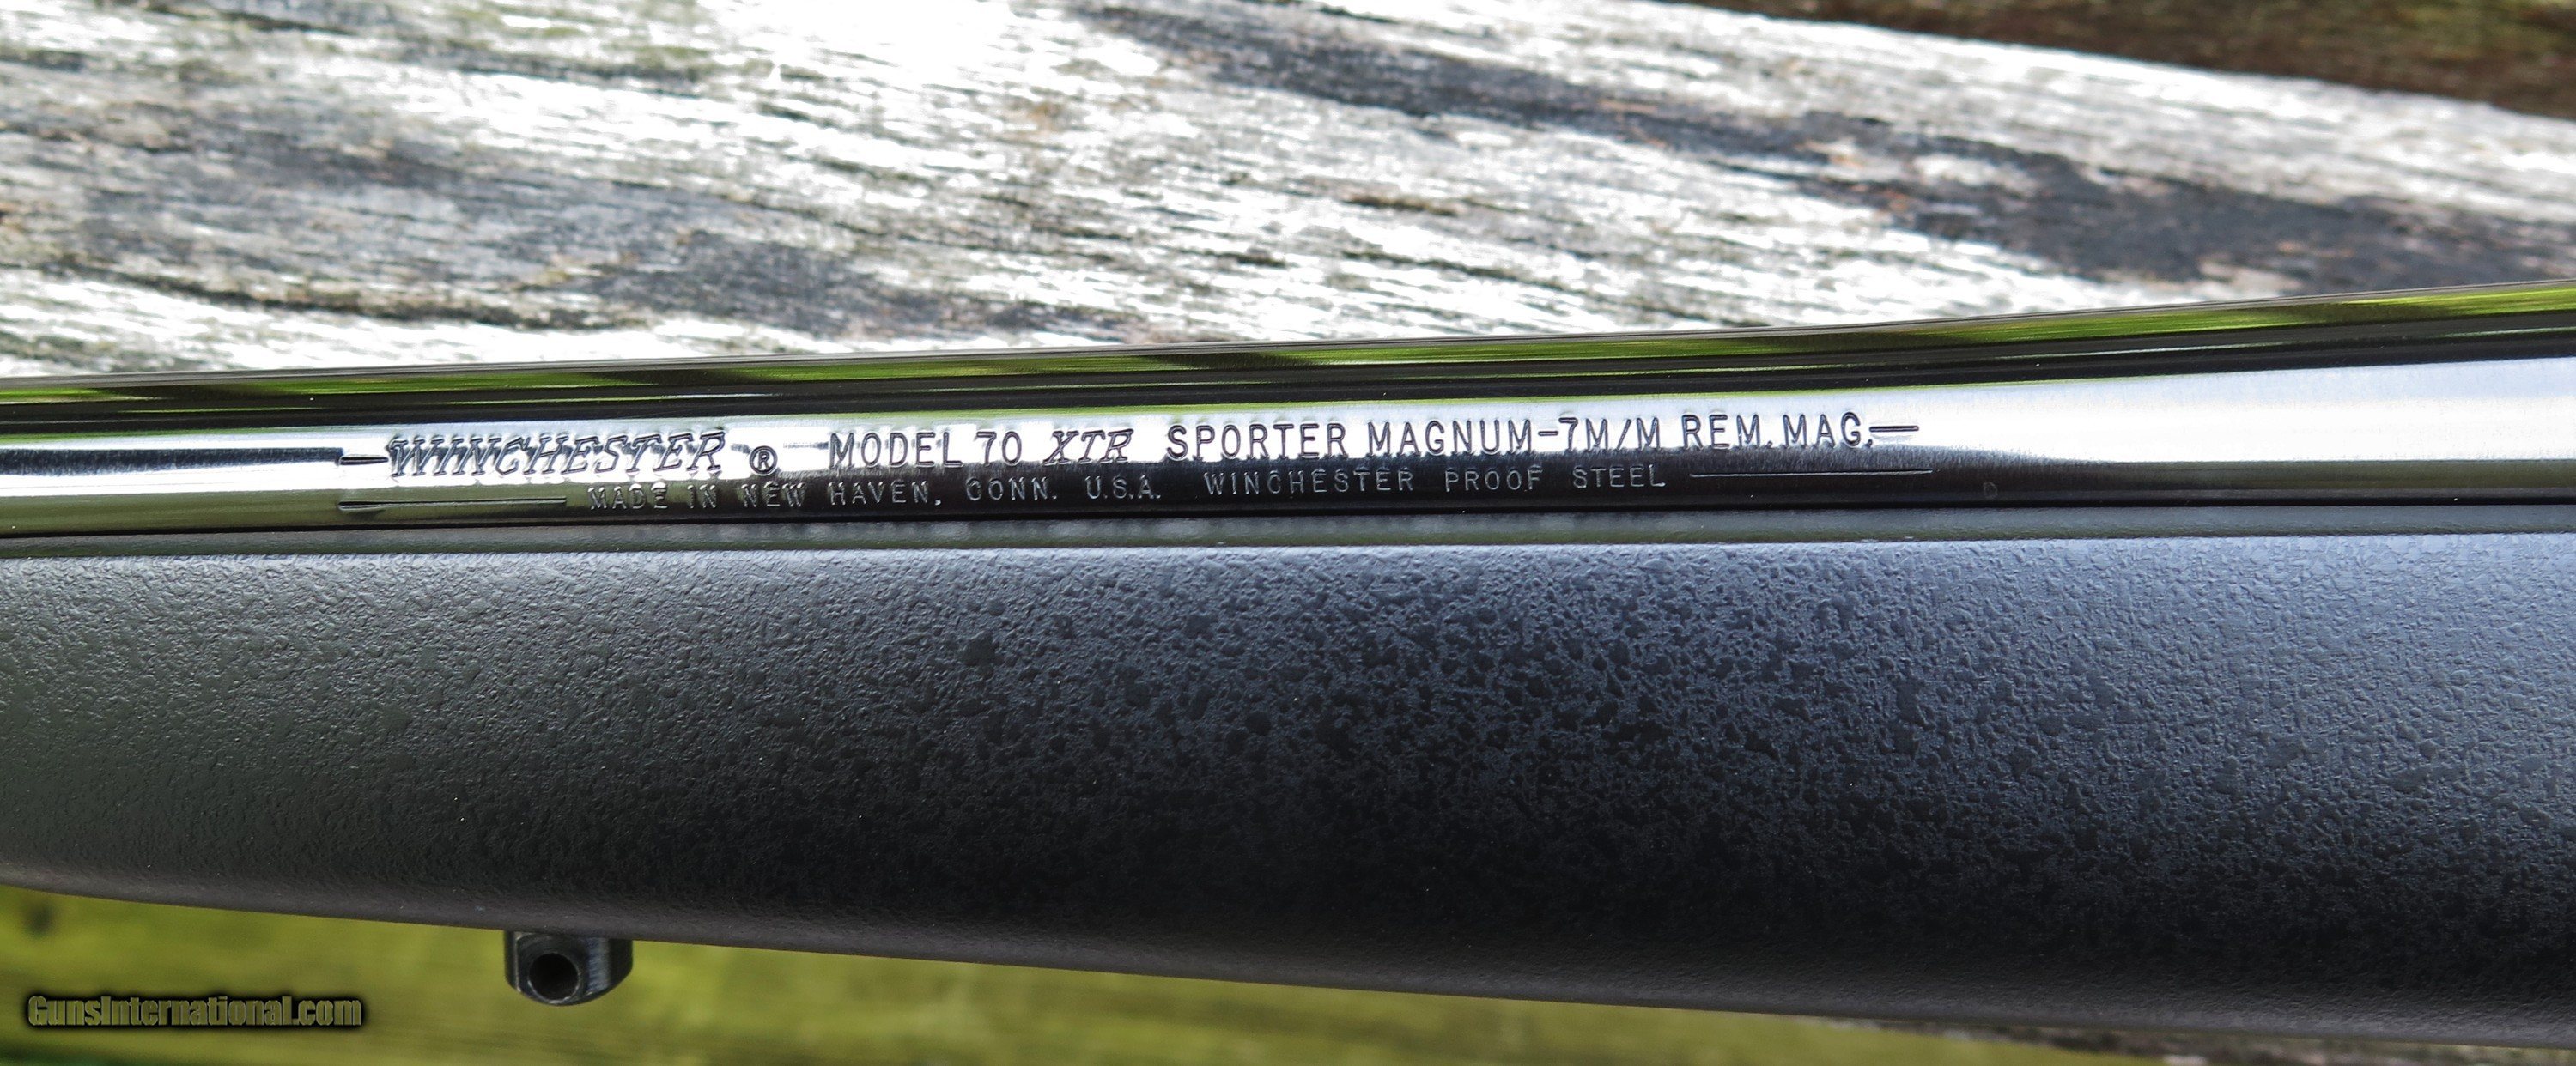 —WINCHESTER ® —MODEL 70 XTR SPORTER MAGNUM-7M/M REM. MAG.—
MADE IN NEW HAVEN, CONN. U.S.A. WINCHESTER PROOF STEEL
GunsInternational.com